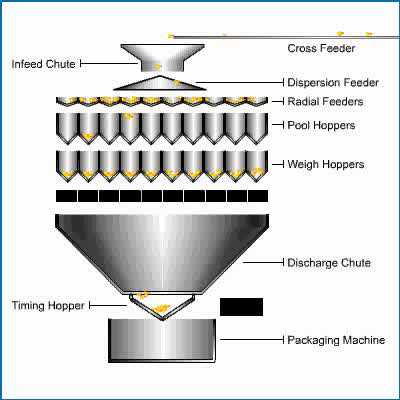 Cross Feeder
Infeed Chute
Dispersion Feeder
Radial Feeders
Pool Hoppers
Weigh Hoppers
Discharge Chute
Timing Hopper
Packaging Machine